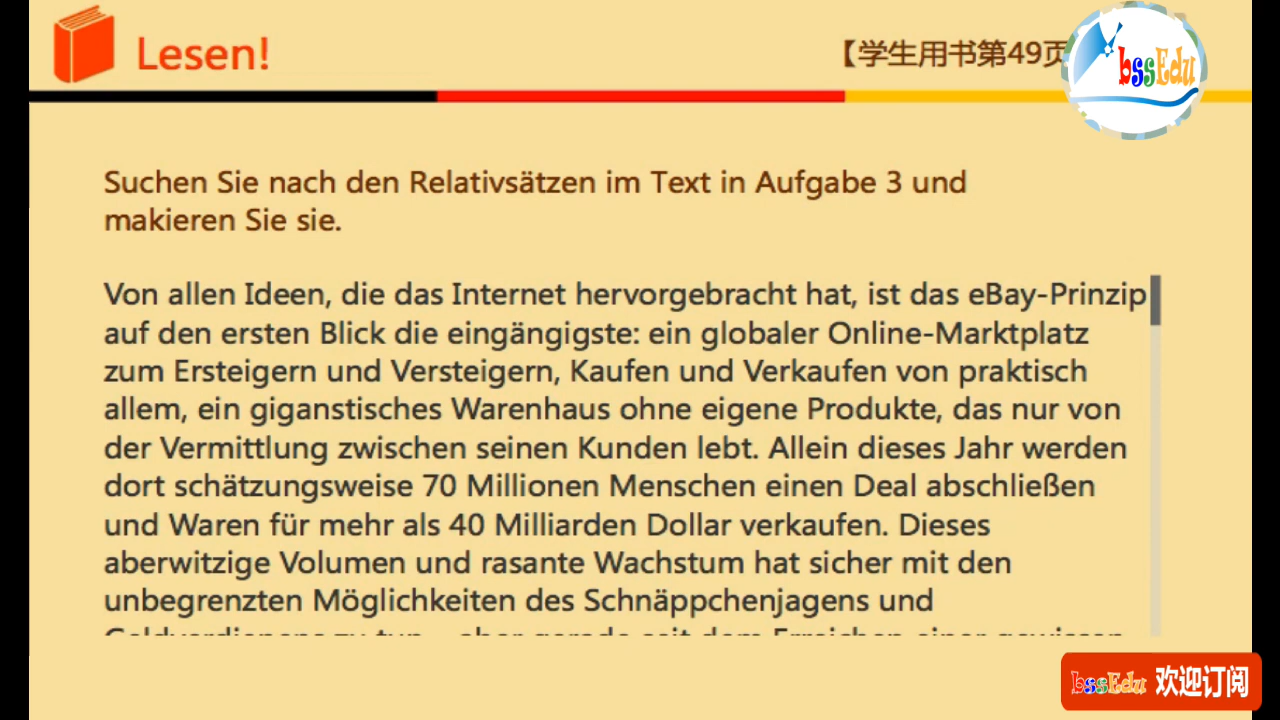 Lesen!
【学生用书第49页
bssEdu
Suchen Sie nach den Relativsätzen im Text in Aufgabe 3 und
makieren Sie sie.
Von allen Ideen, die das Internet hervorgebracht hat, ist das eBay-Prinzip
auf den ersten Blick die eingängigste: ein globaler Online-Marktplatz
zum Ersteigern und Versteigern, Kaufen und Verkaufen von praktisch
allem, ein giganstisches Warenhaus ohne eigene Produkte, das nur von
der Vermittlung zwischen seinen Kunden lebt. Allein dieses Jahr werden
dort schätzungsweise 70 Millionen Menschen einen Deal abschließen
und Waren für mehr als 40 Milliarden Dollar verkaufen. Dieses
aberwitzige Volumen und rasante Wachstum hat sicher mit den
unbegrenzten Möglichkeiten des Schnäppchenjagens und
bssEdu 欢迎订阅